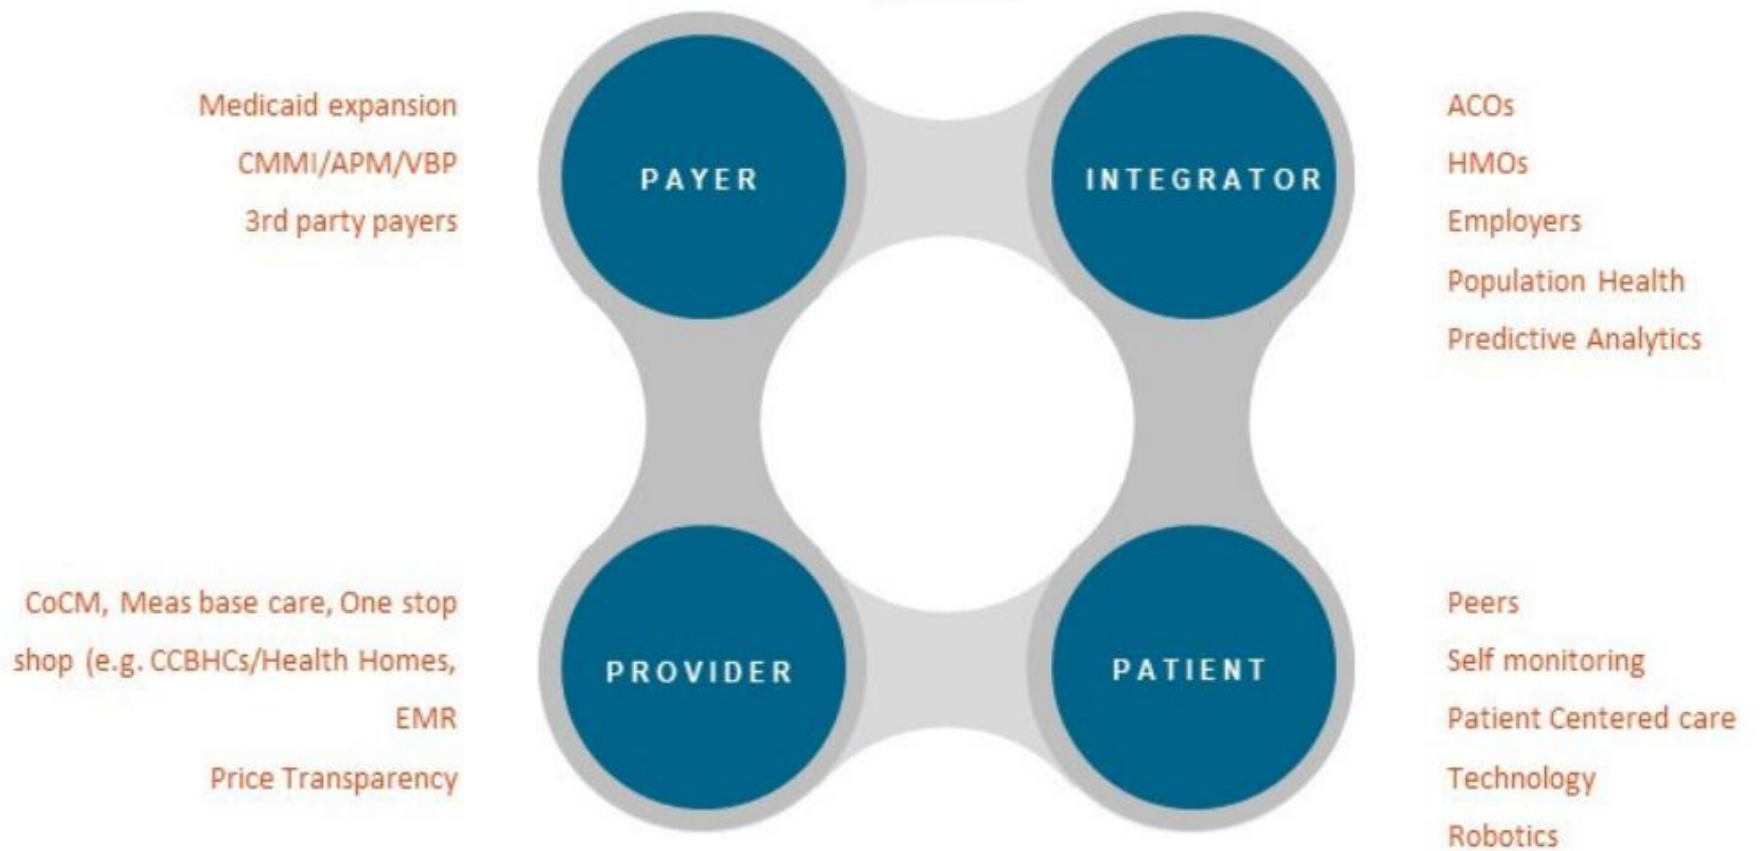 Medicaid expansion
CMMI/APM/VBP
3rd party payers
PAYER
INTEGRATOR
ACOs
HMOs
Employers
Population Health
Predictive Analytics
CoCM, Meas base care, One stop
shop (e.g. CCBHCs/Health Homes,
EMR
Price Transparency
PROVIDER
PATIENT
Peers
Self monitoring
Patient Centered care
Technology
Robotics